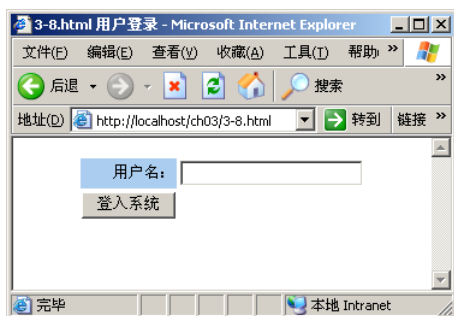 3-8.html 用户登录 - Microsoft Internet Explorer
文件(F) 编辑(E) 查看(V) 收藏(A) 工具(T) 帮助 »
后退 搜索 »
地址(D) http://localhost/ch03/3-8.html 转到 链接 »
用户名:
登入系统
完毕 本地 Intranet